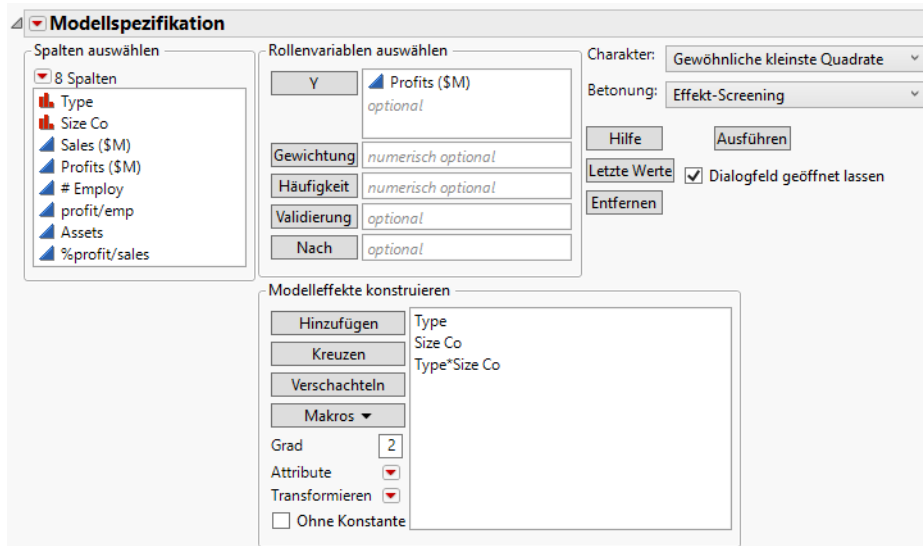 Modellspezifikation
Spalten auswählen
8 Spalten
Type
Size Co
Sales ($M)
Profits ($M)
# Employ
profit/emp
Assets
%profit/sales
Rollenvariablen auswählen
Y
Profits ($M)
optional
Gewichtung numerisch optional
Häufigkeit numerisch optional
Validierung optional
Nach optional
Charakter: Gewöhnliche kleinste Quadrate
Betonung: Effekt-Screening
Hilfe Ausführen
Letzte Werte Dialogfeld geöffnet lassen
Entfernen
Modelleffekte konstruieren
Hinzufügen
Kreuzen
Verschachteln
Makros
Grad 2
Attribute
Transformieren
Ohne Konstante
Type
Size Co
Type*Size Co